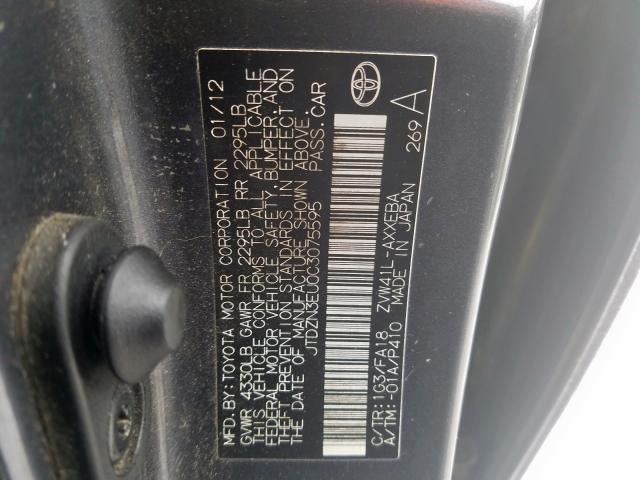 MFD. BY: TOYOTA MOTOR CORPORATION 01/12
GVWR 4330LB GAWR FR 2295LB RR 2295LB
THIS VEHICLE CONFORMS TO ALL APPLICABLE
FEDERAL MOTOR VEHICLE SAFETY, BUMPER, AND
THEFT PREVENTION STANDARDS IN EFFECT ON
THE DATE OF MANUFACTURE SHOWN ABOVE.
JTDZN3EU0C3075595 PASS. CAR
C/TR: 1G3/FA18 ZVW41L-AXXEBA
A/TM: -01A/P410 MADE IN JAPAN
269 A